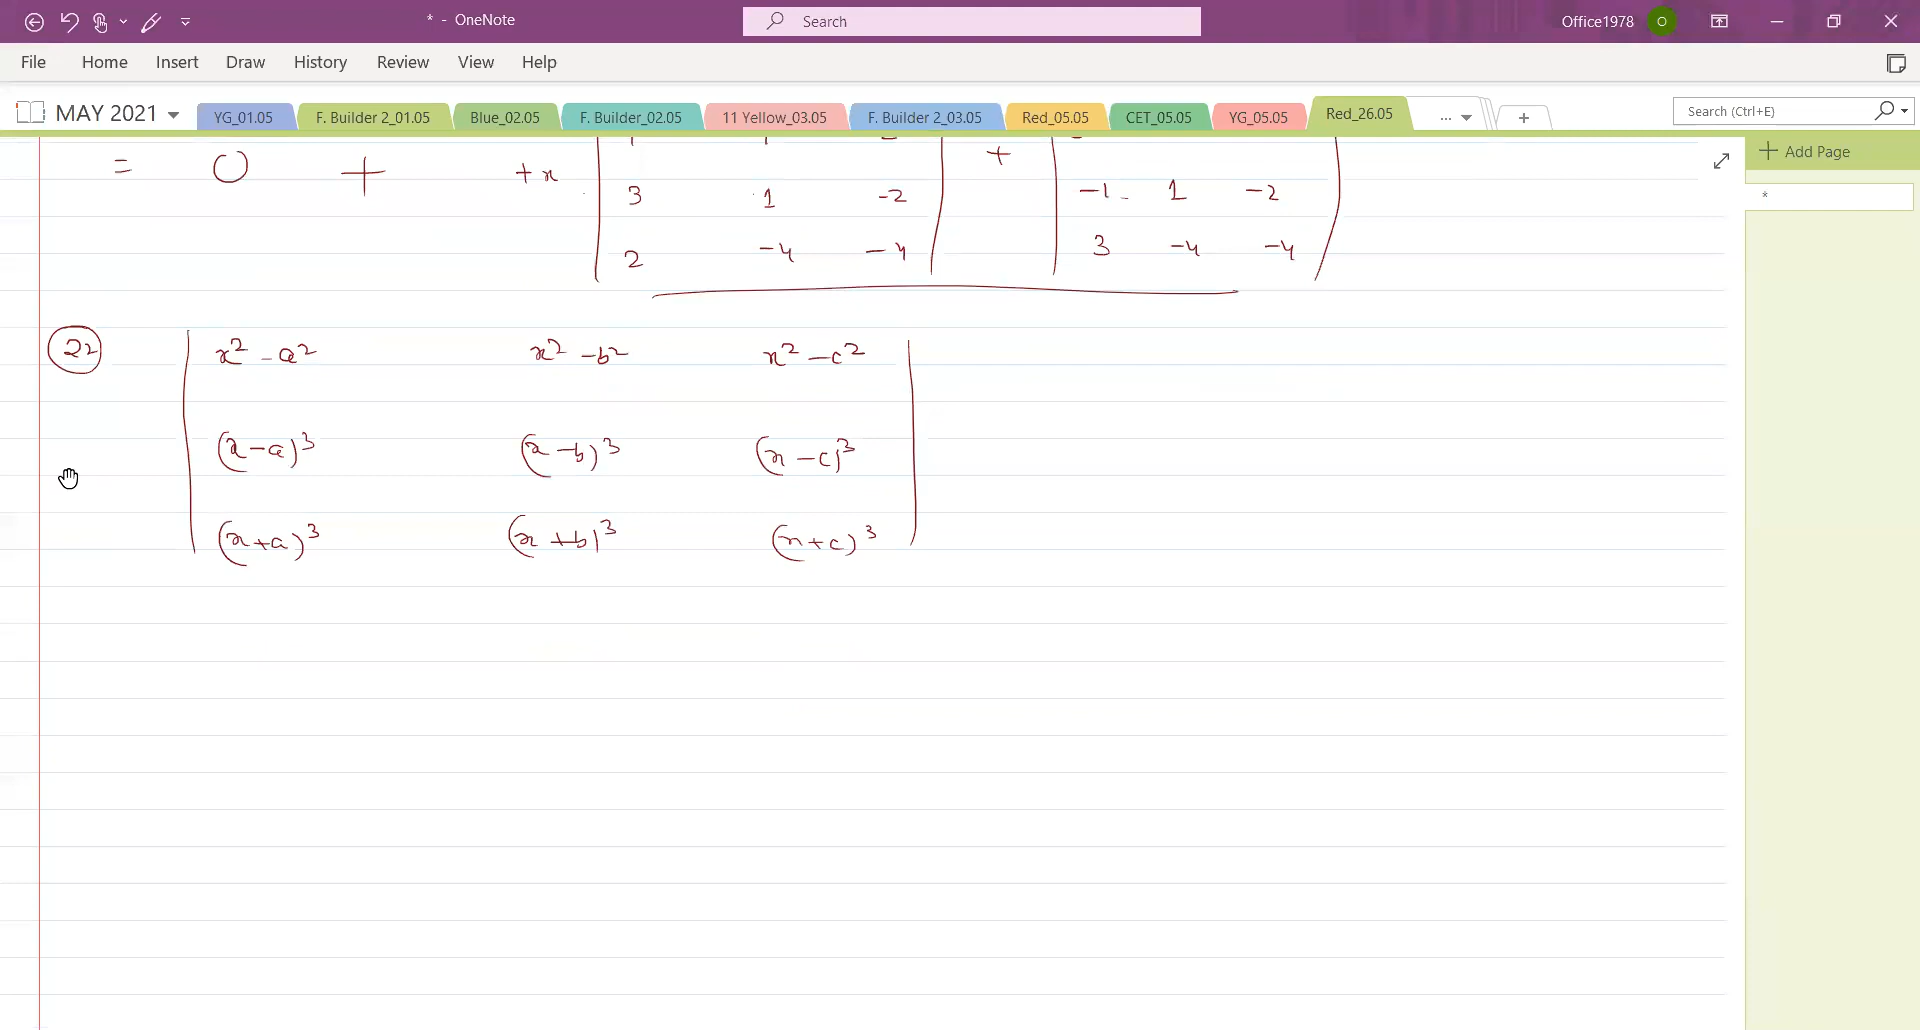 * - OneNote
Search
Office1978
O
File Home Insert Draw History Review View Help
MAY 2021
YG_01.05
F. Builder 2_01.05
Blue_02.05
F. Builder_02.05
11 Yellow_03.05
F. Builder 2_03.05
Red_05.05
CET_05.05
YG_05.05
Red_26.05
...
+
Search (Ctrl+E)
+ Add Page
*
= 0 + +x
3 1 -2
2 -4 -4
+
-1 1 -2
3 -4 -4
22
x² - a² x² - b² x² - c²
(x - a)³ (x - b)³ (x - c)³
(x + a)³ (x + b)³ (x + c)³